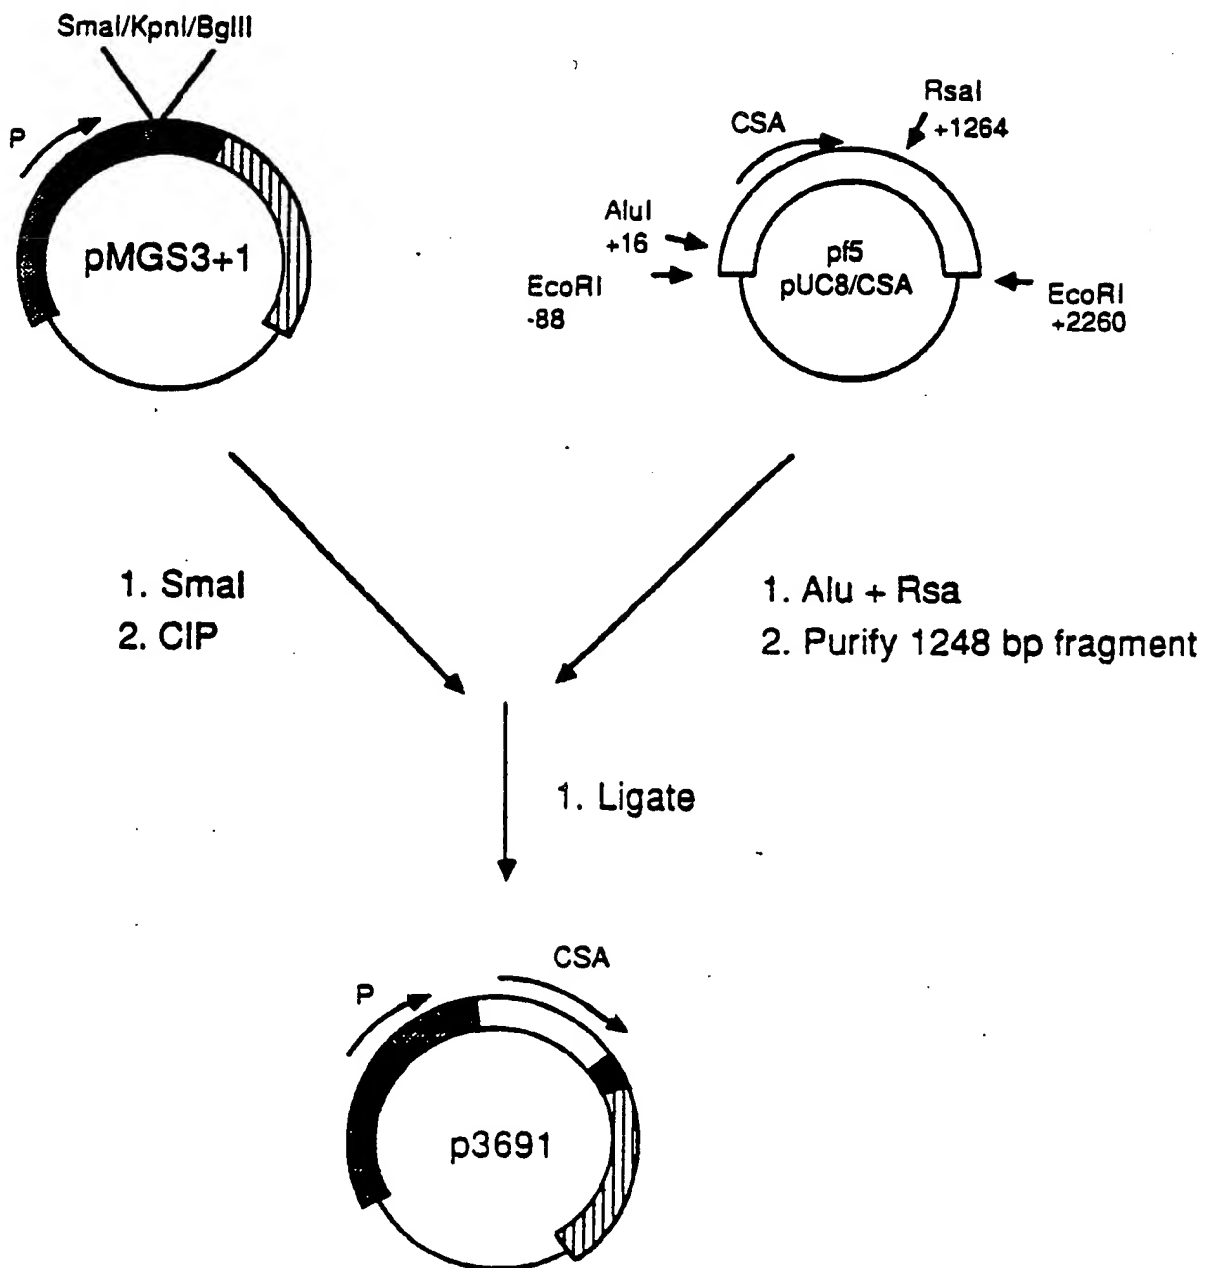 SmaI/KpnI/BglII
P
pMGS3+1
CSA
RsaI
+1264
AluI
+16
EcoRI
-88
pf5
pUC8/CSA
EcoRI
+2260
1. SmaI
2. CIP
1. Alu + Rsa
2. Purify 1248 bp fragment
1. Ligate
P
CSA
p3691